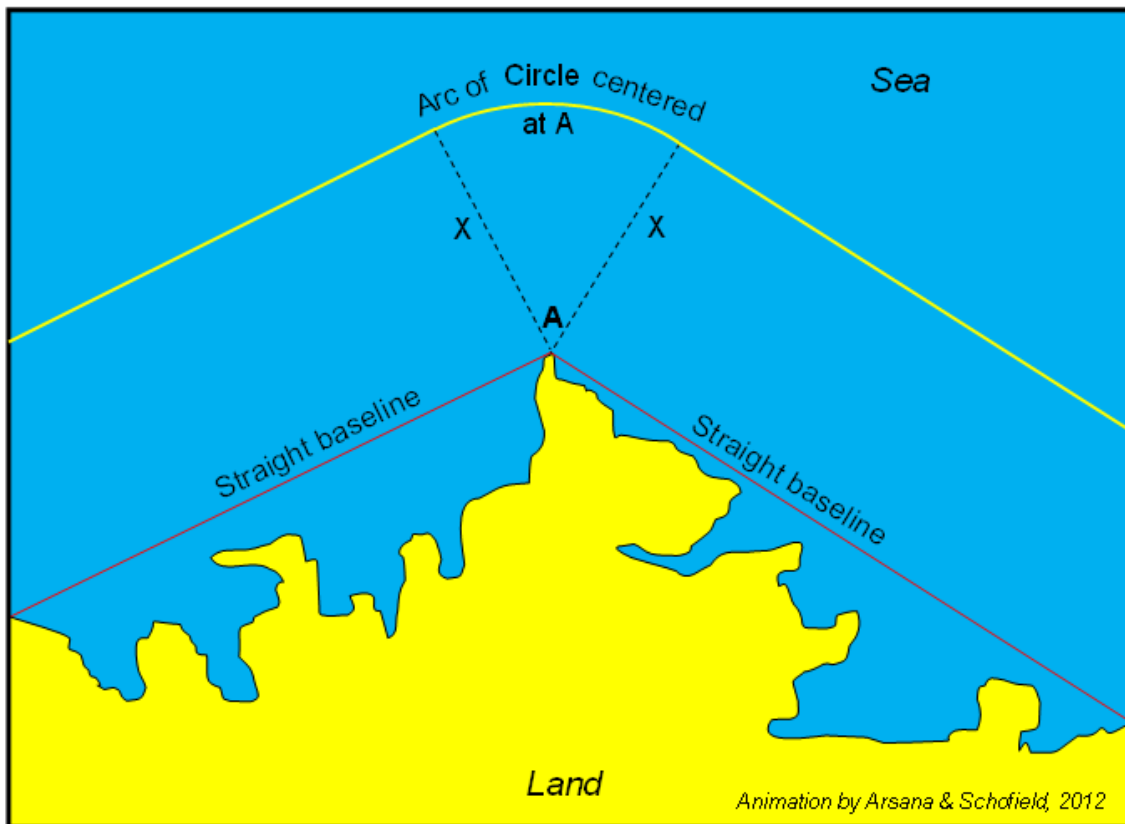 Sea
Arc of Circle centered
at A
X
X
A
Straight baseline
Straight baseline
Land
Animation by Arsana & Schofield, 2012